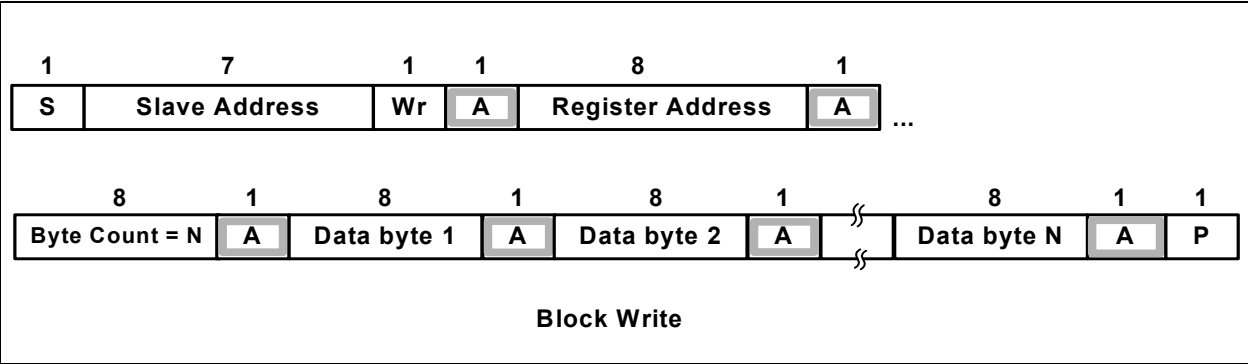 1 7 1 1 8 1
S Slave Address Wr A Register Address A ...
8 1 8 1 8 1 8 1 1
Byte Count = N A Data byte 1 A Data byte 2 A Data byte N A P
Block Write